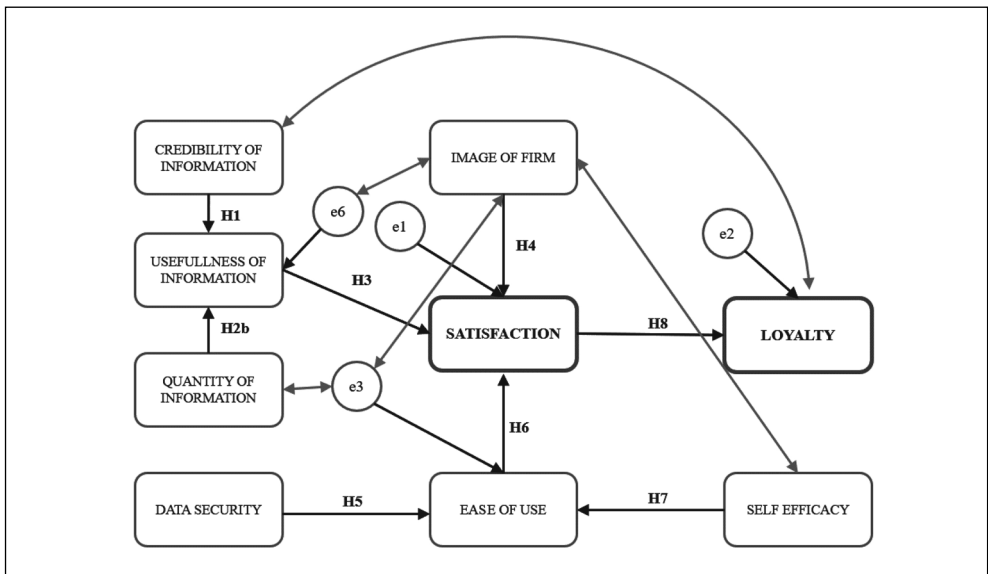 CREDIBILITY OF
INFORMATION
IMAGE OF FIRM
H1
e6
e1
e2
USEFULLNESS OF
INFORMATION
H3
H4
H2b
SATISFACTION
H8
LOYALTY
QUANTITY OF
INFORMATION
e3
H6
DATA SECURITY
H5
EASE OF USE
H7
SELF EFFICACY